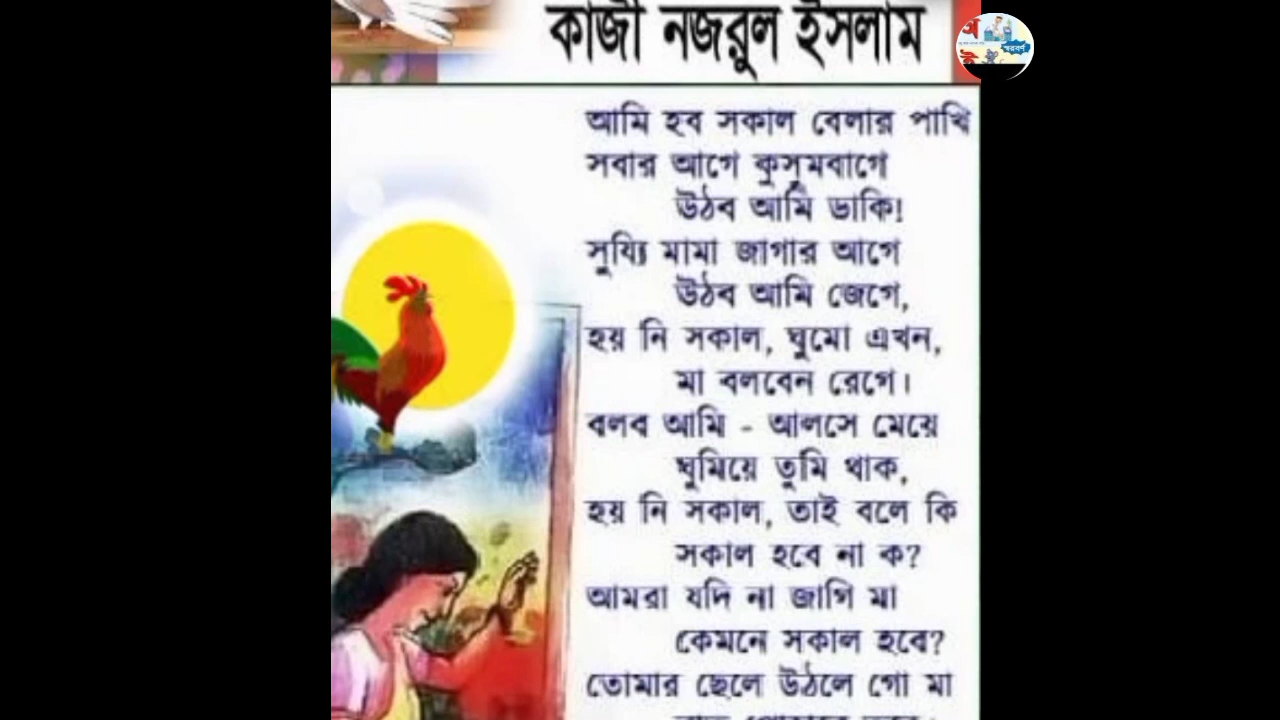 কাজী নজরুল ইসলাম
আমি হব সকাল বেলার পাখি
সবার আগে কুসুমবাগে
উঠব আমি ডাকি!
সুয্যি মামা জাগার আগে
উঠব আমি জেগে,
হয় নি সকাল, ঘুমো এখন,
মা বলবেন রেগে।
বলব আমি - আলসে মেয়ে
ঘুমিয়ে তুমি থাক,
হয় নি সকাল, তাই বলে কি
সকাল হবে না ক?
আমরা যদি না জাগি মা
কেমনে সকাল হবে?
তোমার ছেলে উঠলে গো মা
স্বরবর্ণ